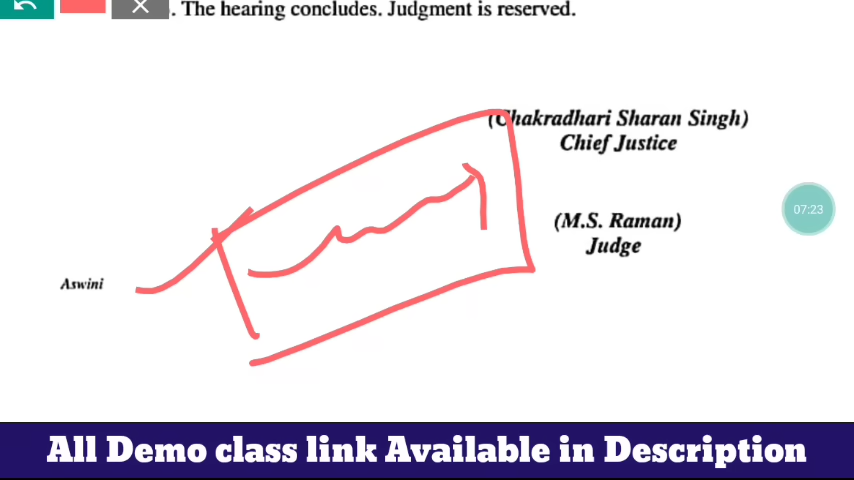 . The hearing concludes. Judgment is reserved.
(Chakradhari Sharan Singh)
Chief Justice
07:23
(M.S. Raman)
Judge
Aswini
All Demo class link Available in Description